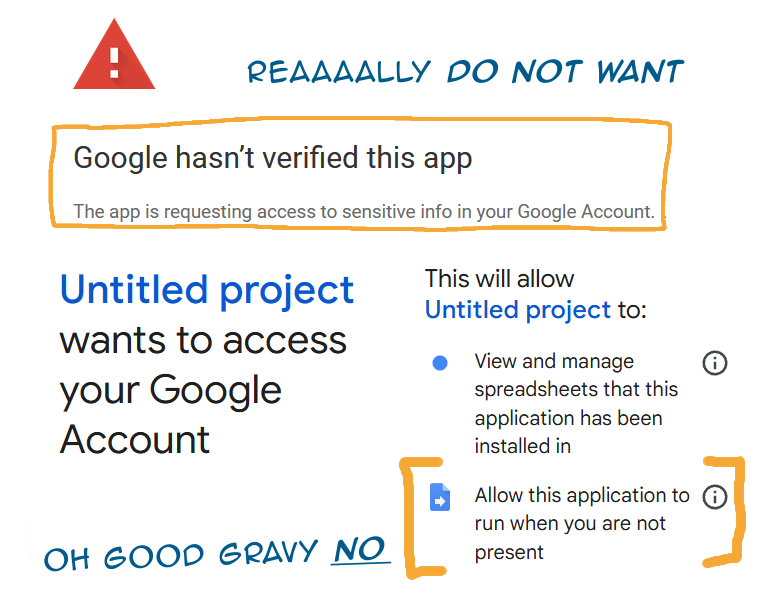 REAAAALLY DO NOT WANT
Google hasn't verified this app
The app is requesting access to sensitive info in your Google Account.
Untitled project
wants to access
your Google
Account
This will allow
Untitled project to:
View and manage
spreadsheets that this
application has been
installed in
Allow this application to
run when you are not
present
OH GOOD GRAVY NO